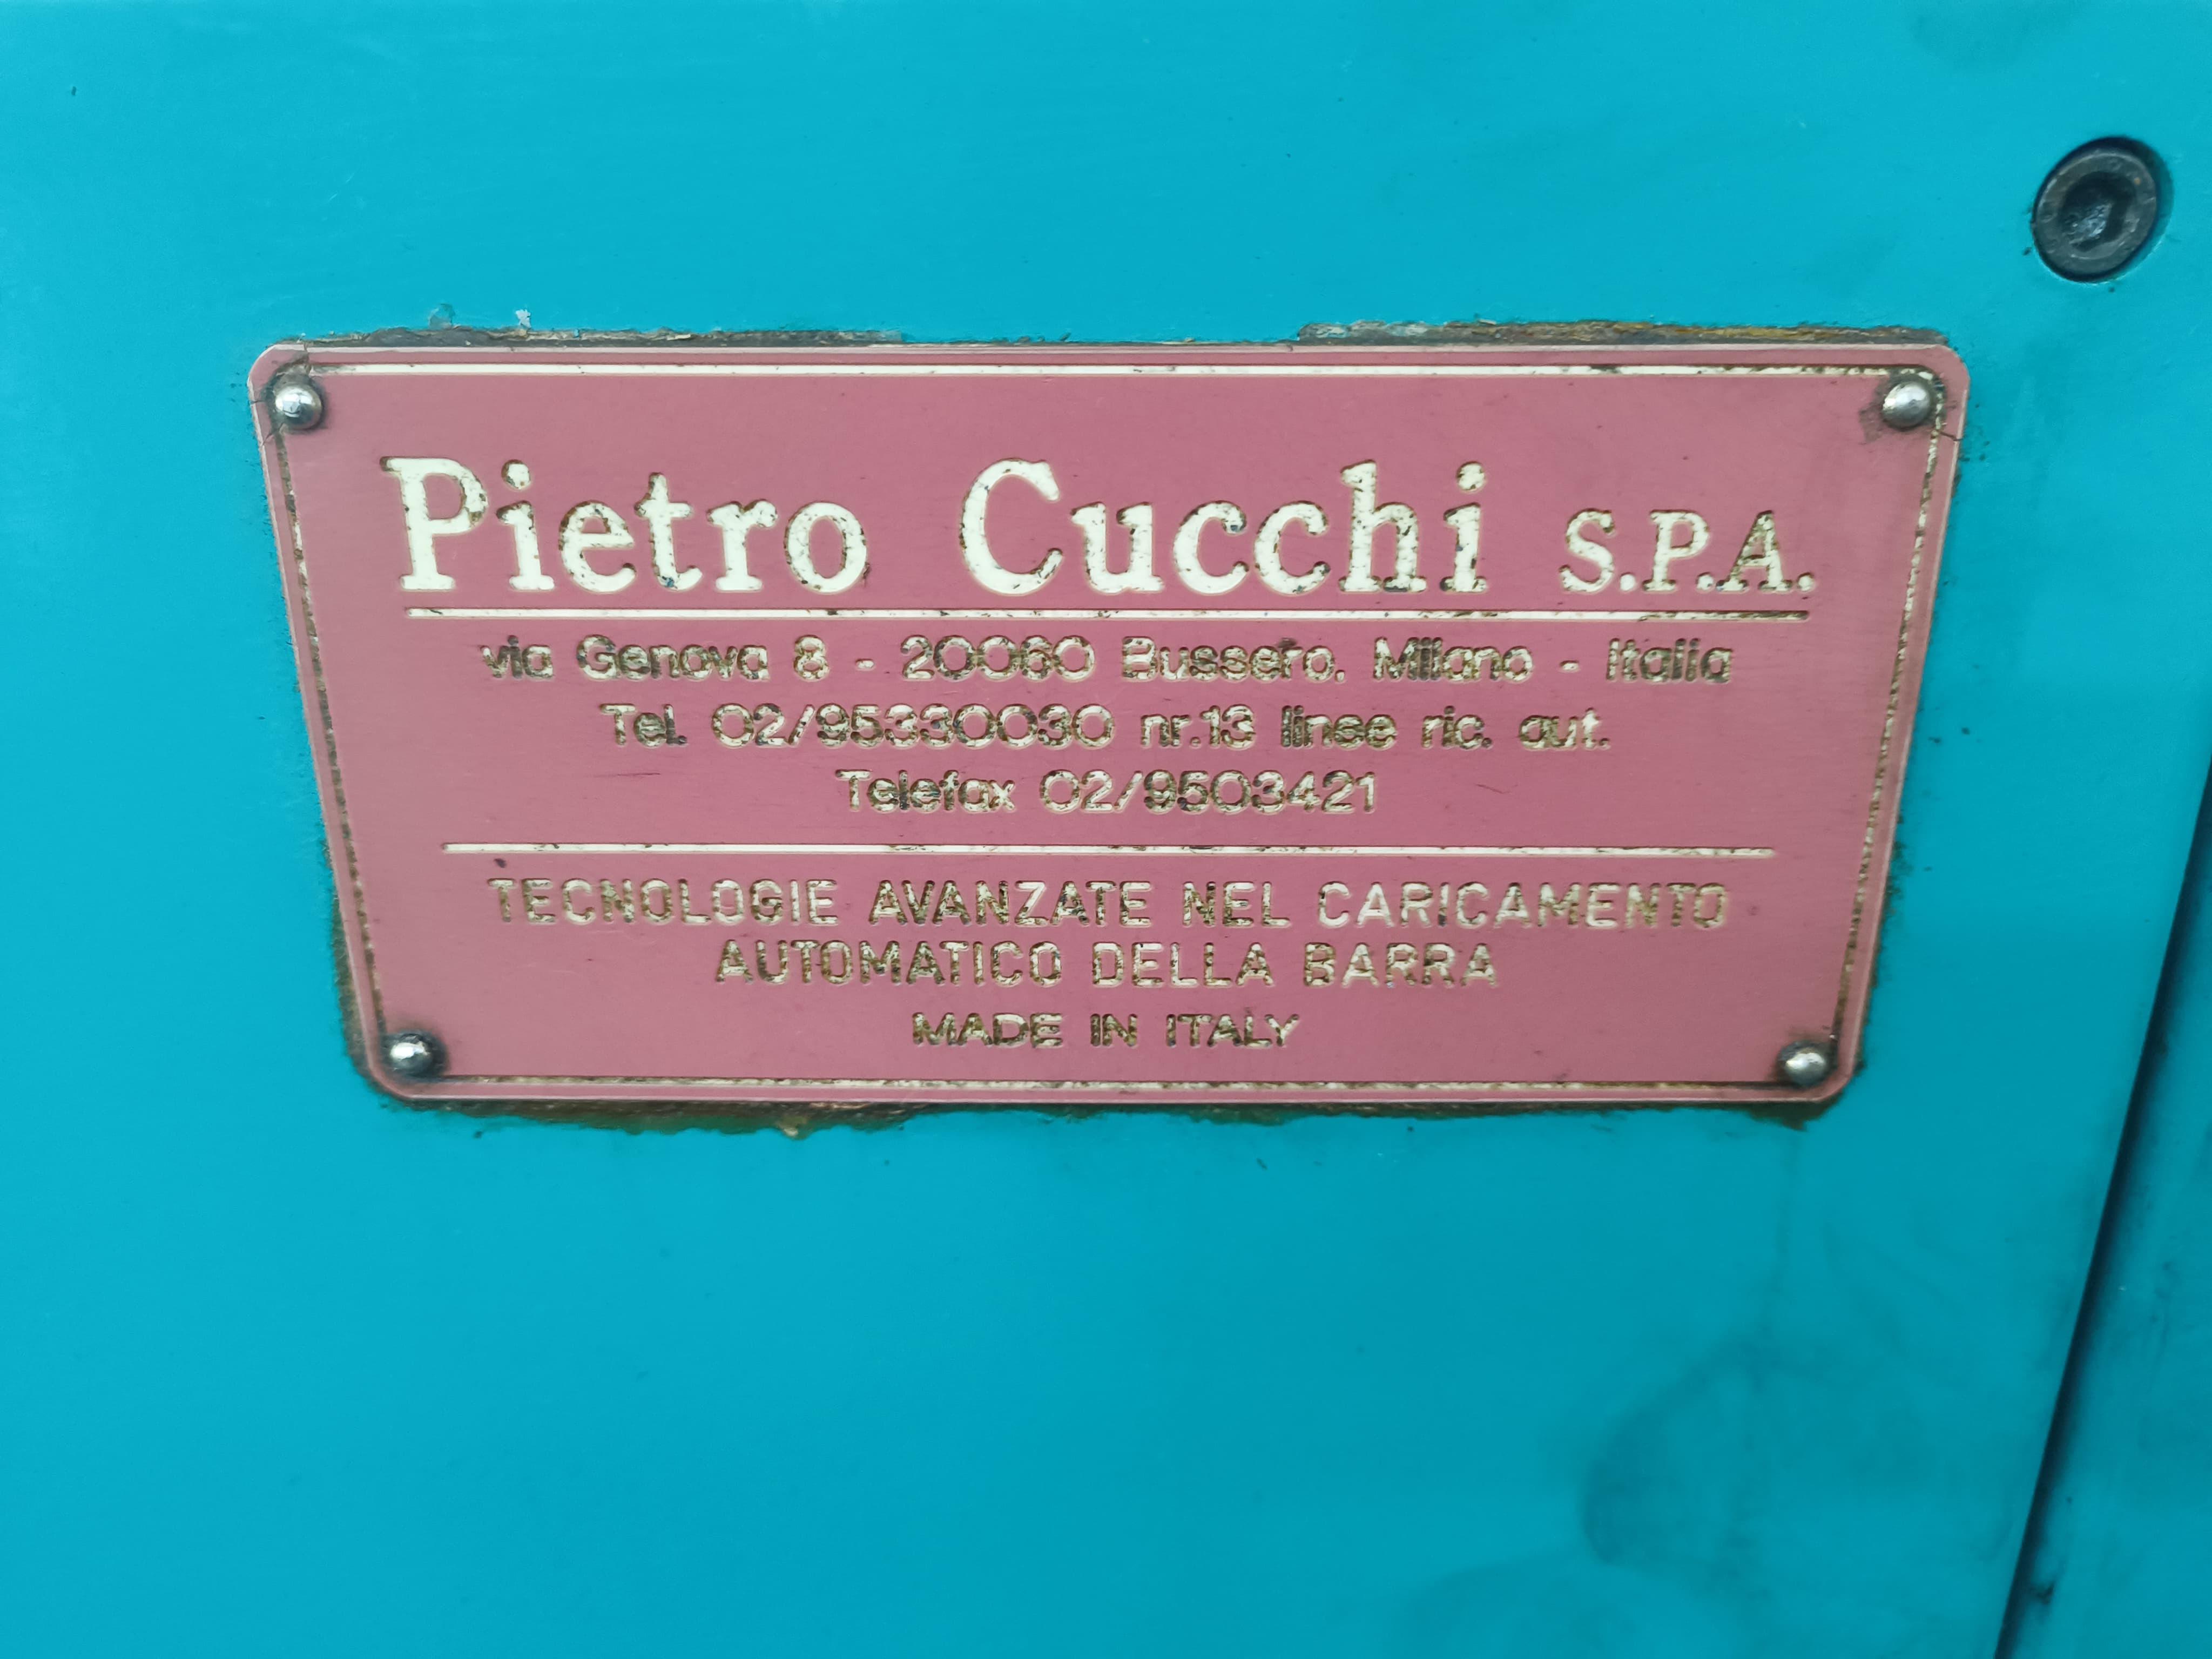 Pietro Cucchi S.P.A.
via Genova 8 - 20060 Bussero. Milano - Italia
Tel. 02/95330030 nr.13 linee ric. aut.
Telefax 02/9503421
TECNOLOGIE AVANZATE NEL CARICAMENTO
AUTOMATICO DELLA BARRA
MADE IN ITALY